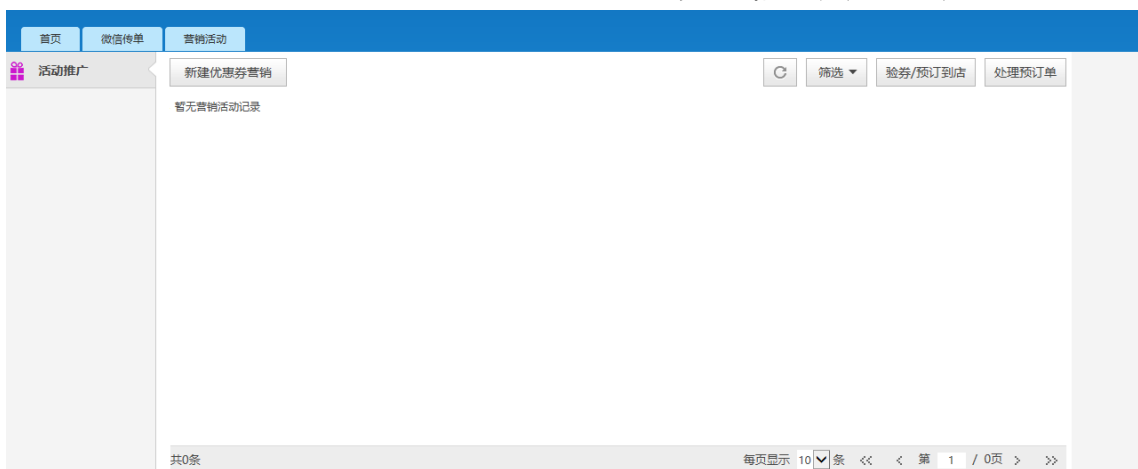 首页 微信传单 营销活动
活动推广 新建优惠券营销 筛选 验券/预订到店 处理预订单
暂无营销活动记录
共0条 每页显示 10 条 第 1 / 0页